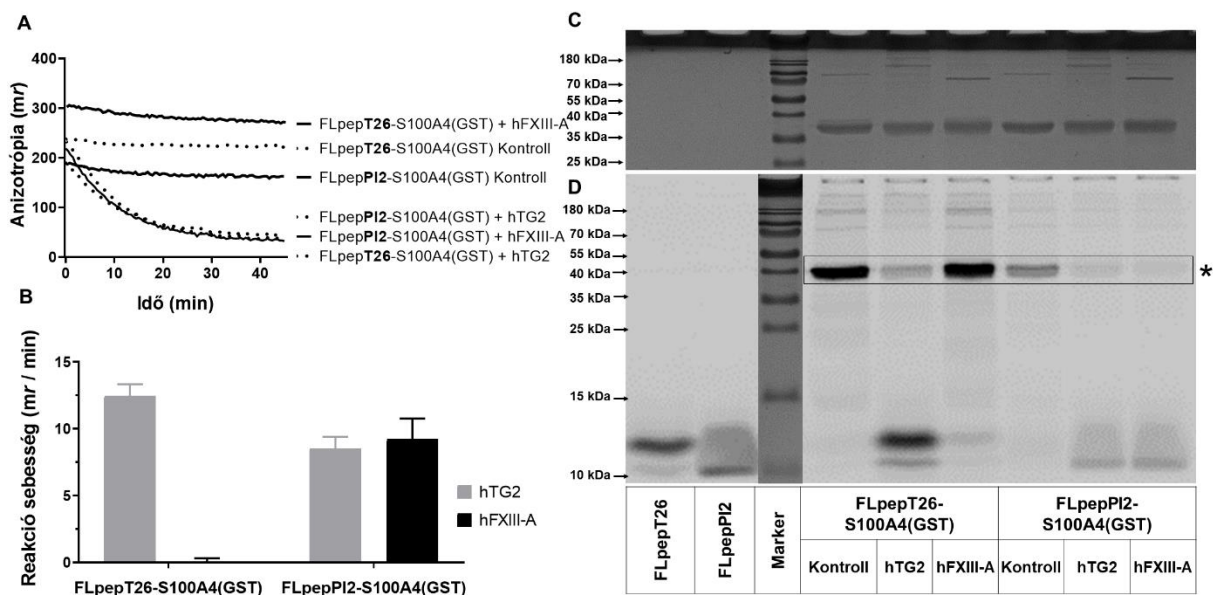 A
Anizotrópia (mr)
400
300
200
100
0
0
10
20
30
40
Idő (min)
FLpepT26-S100A4(GST) + hFXIII-A
FLpepT26-S100A4(GST) Kontroll
FLpepPI2-S100A4(GST) Kontroll
FLpepPI2-S100A4(GST) + hTG2
FLpepPI2-S100A4(GST) + hFXIII-A
FLpepT26-S100A4(GST) + hTG2
B
Reakció sebesség (mr / min)
15
10
5
0
FLpepT26-S100A4(GST)
FLpepPI2-S100A4(GST)
hTG2
hFXIII-A
C
180 kDa
70 kDa
55 kDa
40 kDa
35 kDa
25 kDa
D
180 kDa
70 kDa
55 kDa
40 kDa
35 kDa
25 kDa
15 kDa
10 kDa
*
FLpepT26
FLpepPI2
Marker
FLpepT26-
S100A4(GST)
FLpepPI2-
S100A4(GST)
Kontroll
hTG2
hFXIII-A
Kontroll
hTG2
hFXIII-A